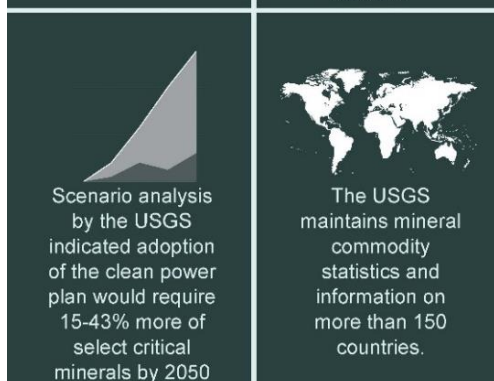 Scenario analysis
by the USGS
indicated adoption
of the clean power
plan would require
15-43% more of
select critical
minerals by 2050
The USGS
maintains mineral
commodity
statistics and
information on
more than 150
countries.